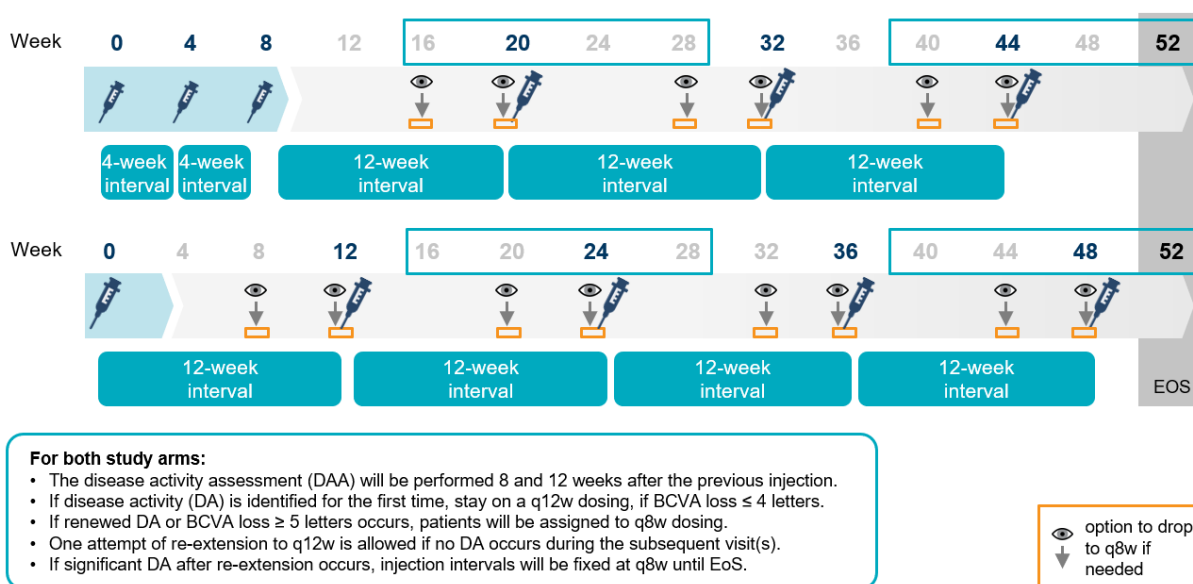 Week 0 4 8 12 16 20 24 28 32 36 40 44 48 52
4-week interval 4-week interval 12-week interval 12-week interval 12-week interval
Week 0 4 8 12 16 20 24 28 32 36 40 44 48 52
12-week interval 12-week interval 12-week interval 12-week interval
EOS
For both study arms:
• The disease activity assessment (DAA) will be performed 8 and 12 weeks after the previous injection.
• If disease activity (DA) is identified for the first time, stay on a q12w dosing, if BCVA loss ≤ 4 letters.
• If renewed DA or BCVA loss ≥ 5 letters occurs, patients will be assigned to q8w dosing.
• One attempt of re-extension to q12w is allowed if no DA occurs during the subsequent visit(s).
• If significant DA after re-extension occurs, injection intervals will be fixed at q8w until EoS.
option to drop
to q8w if
needed